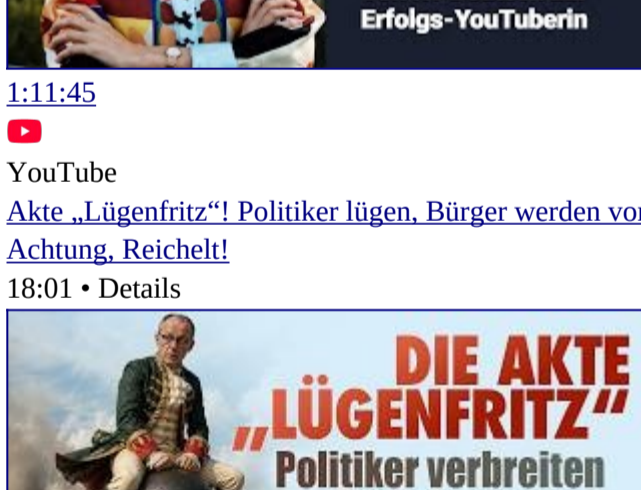 Erfolgs-YouTuberin
1:11:45
YouTube
Akte „Lügenfritz“! Politiker lügen, Bürger werden
Achtung, Reichelt!
18:01 • Details
DIE AKTE
„LÜGENFRITZ“
Politiker verbreiten